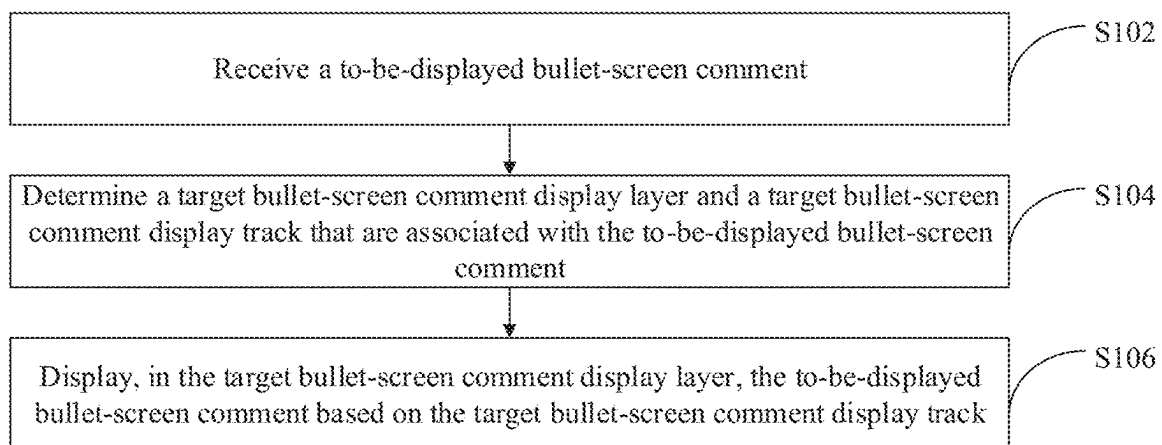 Receive a to-be-displayed bullet-screen comment
S102
Determine a target bullet-screen comment display layer and a target bullet-screen
comment display track that are associated with the to-be-displayed bullet-screen
comment
S104
Display, in the target bullet-screen comment display layer, the to-be-displayed
bullet-screen comment based on the target bullet-screen comment display track
S106